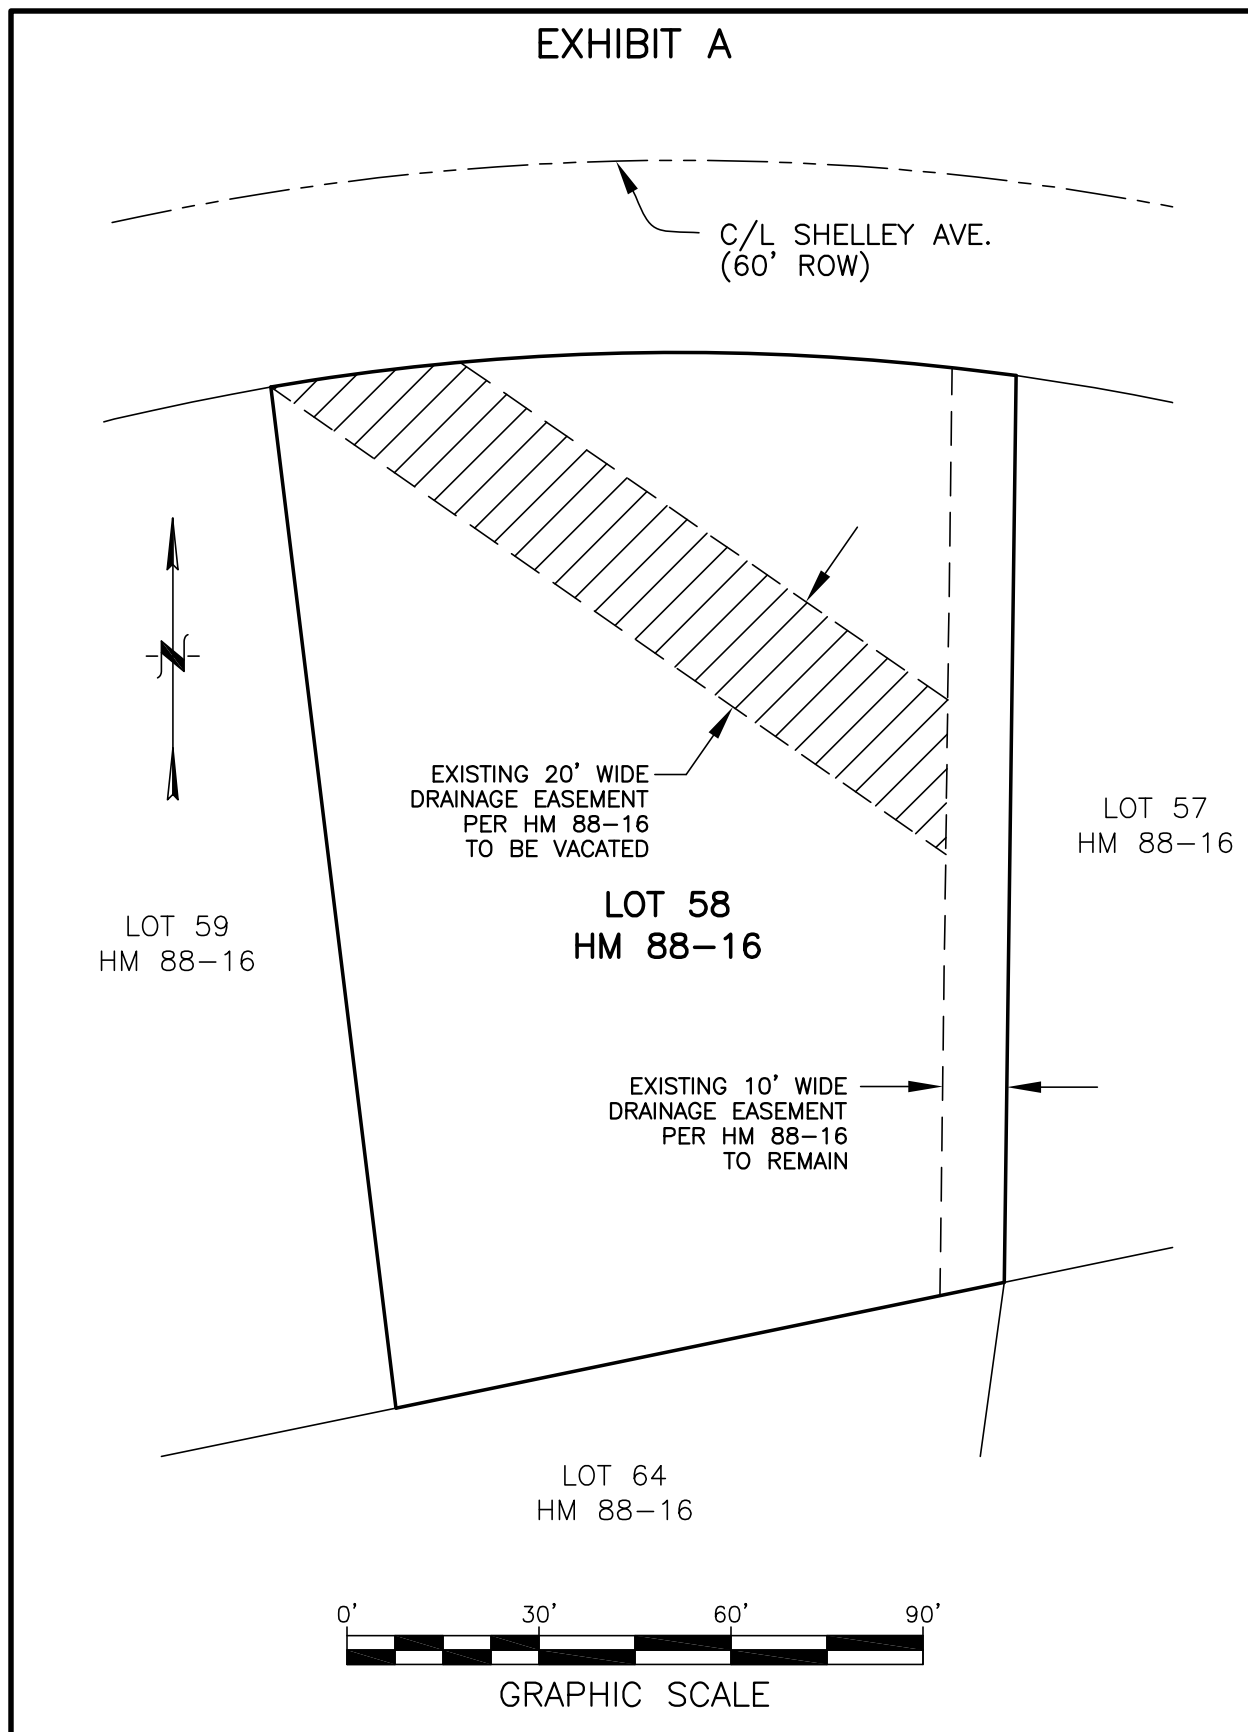 EXHIBIT A
C/L SHELLEY AVE.
(60' ROW)
N
EXISTING 20' WIDE
DRAINAGE EASEMENT
PER HM 88-16
TO BE VACATED
LOT 57
HM 88-16
LOT 58
HM 88-16
LOT 59
HM 88-16
EXISTING 10' WIDE
DRAINAGE EASEMENT
PER HM 88-16
TO REMAIN
LOT 64
HM 88-16
0' 30' 60' 90'
GRAPHIC SCALE